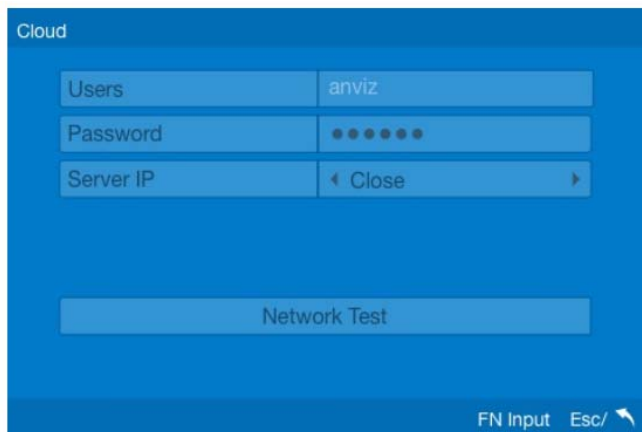 Cloud
Users anviz
Password ●●●●●●
Server IP Close
Network Test
FN Input Esc/